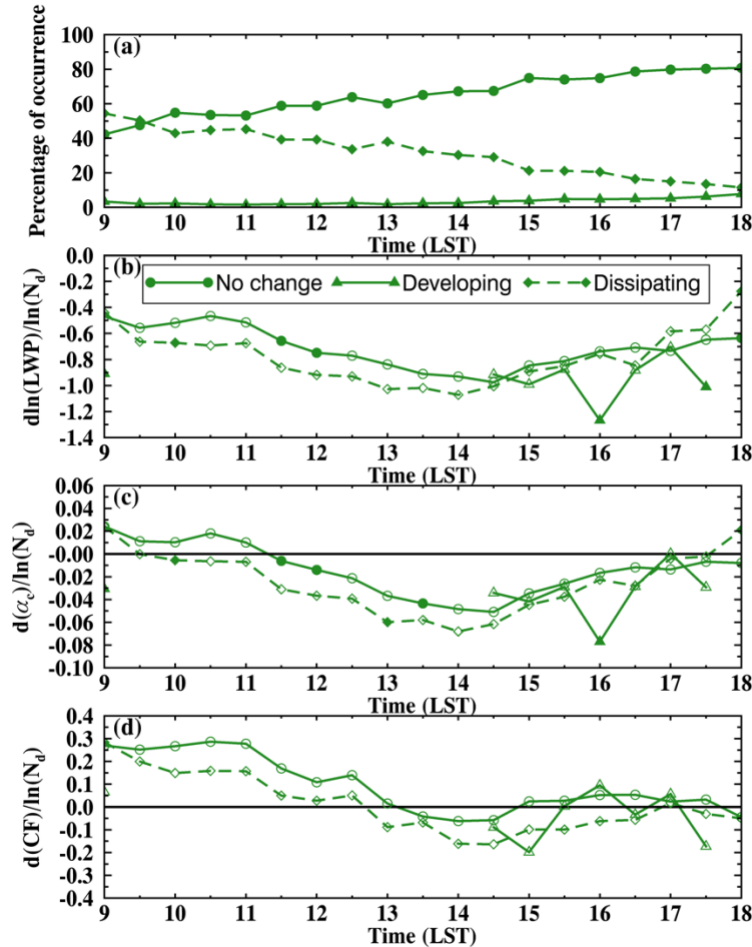 Percentage of occurrence
(a)
100
80
60
40
20
0
9 10 11 12 13 14 15 16 17 18
Time (LST)
dln(LWP)/ln(N_d)
(b)
0.0
-0.2
-0.4
-0.6
-0.8
-1.0
-1.2
-1.4
No change Developing Dissipating
9 10 11 12 13 14 15 16 17 18
Time (LST)
d(α_c)/ln(N_d)
(c)
0.06
0.04
0.02
-0.00
-0.02
-0.04
-0.06
-0.08
-0.10
9 10 11 12 13 14 15 16 17 18
Time (LST)
d(CF)/ln(N_d)
(d)
0.4
0.3
0.2
0.1
0.0
-0.1
-0.2
-0.3
-0.4
9 10 11 12 13 14 15 16 17 18
Time (LST)